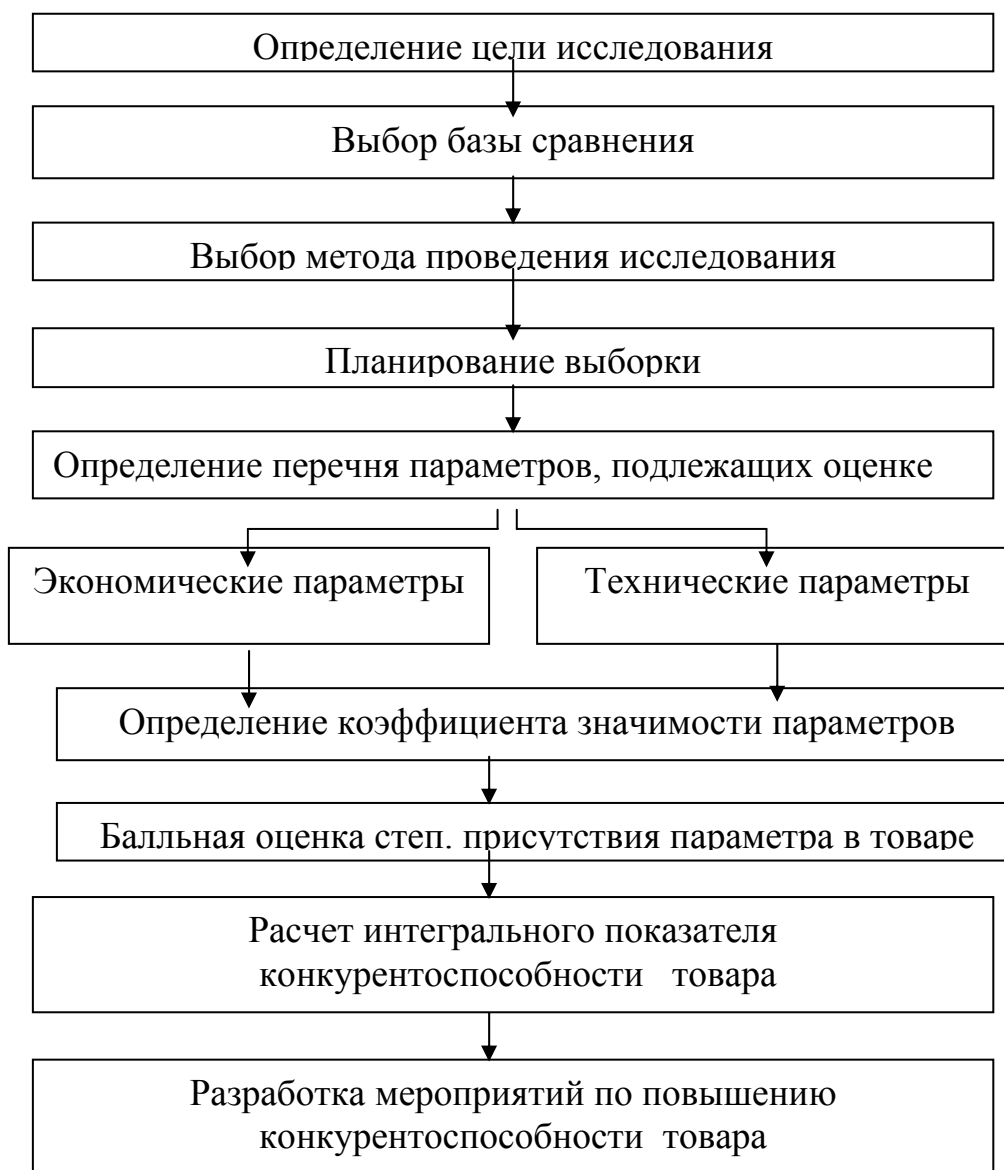 Определение цели исследования
Выбор базы сравнения
Выбор метода проведения исследования
Планирование выборки
Определение перечня параметров, подлежащих оценке
Экономические параметры
Технические параметры
Определение коэффициента значимости параметров
Балльная оценка степ. присутствия параметра в товаре
Расчет интегрального показателя
конкурентоспособности товара
Разработка мероприятий по повышению
конкурентоспособности товара